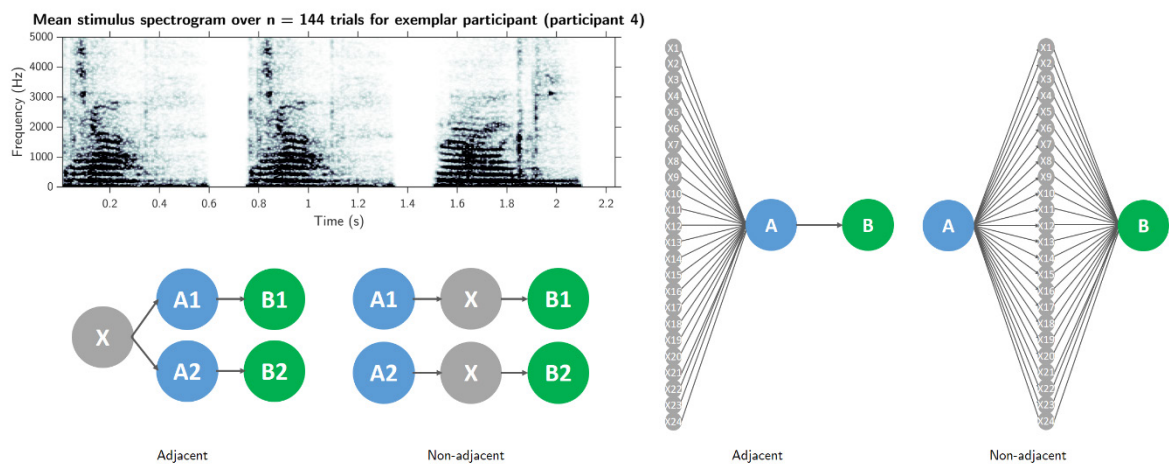 Mean stimulus spectrogram over n = 144 trials for exemplar participant (participant 4)
5000
4000
3000
2000
1000
0
Frequency (Hz)
0.2 0.4 0.6 0.8 1.0 1.2 1.4 1.6 1.8 2.0 2.2
Time (s)
X
A1 B1
A2 B2
Adjacent
A1 X B1
A2 X B2
Non-adjacent
X1
X2
X3
X4
X5
X6
X7
X8
X9
X10
X11
X12
X13
X14
X15
X16
X17
X18
X19
X20
X21
X22
X23
X24
A B
Adjacent
A
X1
X2
X3
X4
X5
X6
X7
X8
X9
X10
X11
X12
X13
X14
X15
X16
X17
X18
X19
X20
X21
X22
X23
X24
B
Non-adjacent